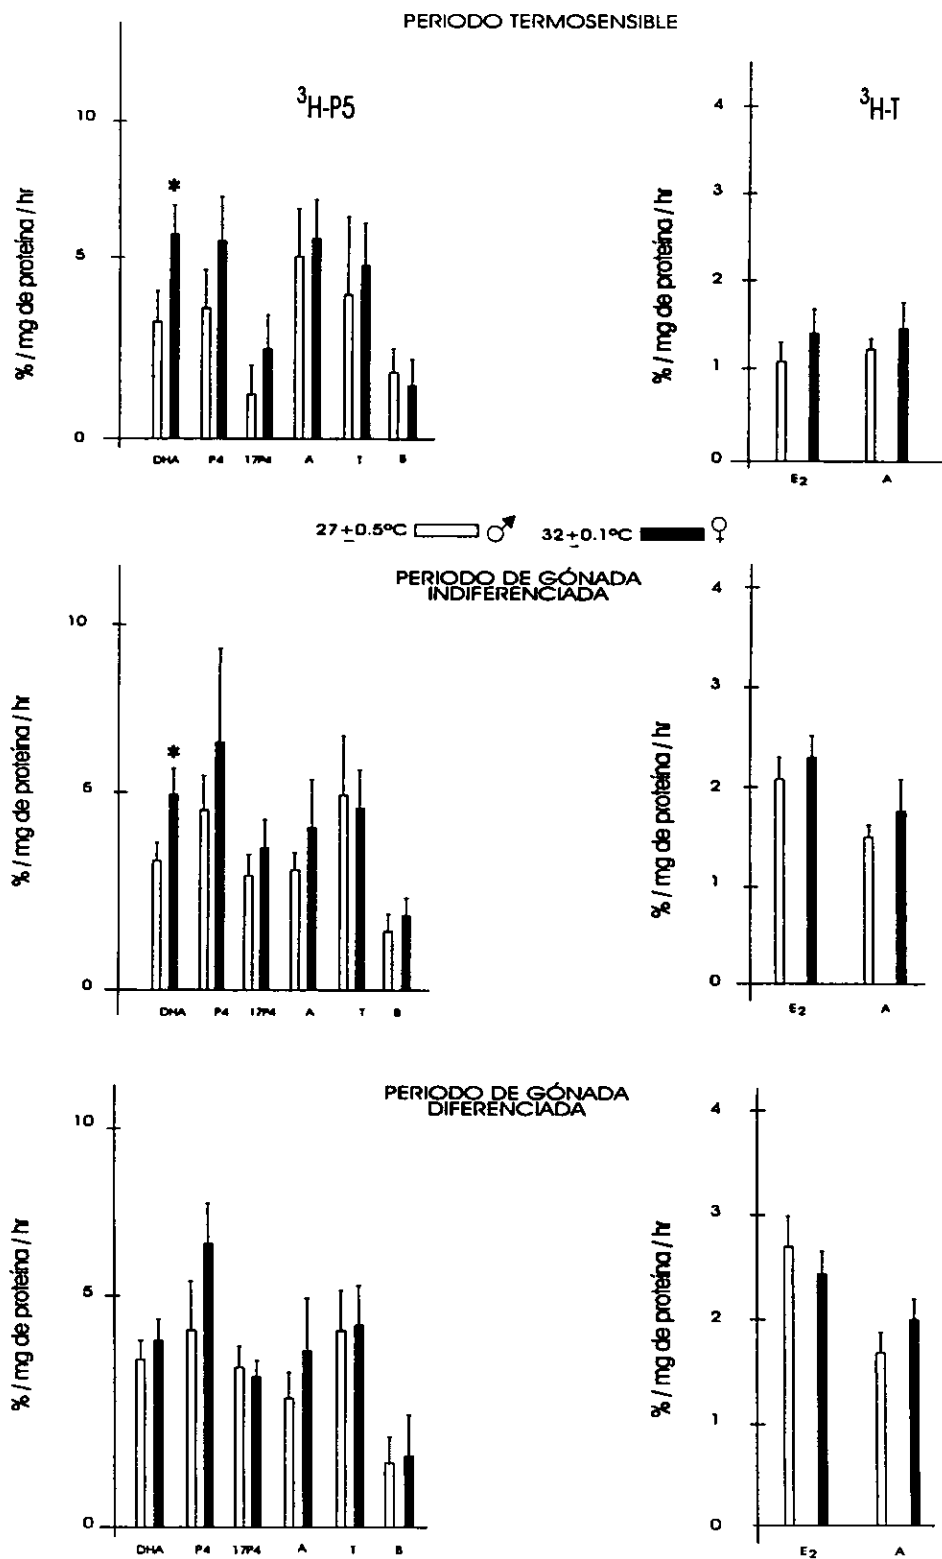 PERIODO TERMOSENSIBLE
³H-P5
³H-T
% / mg de proteína / hr
10
5
0
DHA P4 17P4 A T B
% / mg de proteína / hr
4
3
2
1
0
E2 A
27±0.5ºC ♂ 32±0.1ºC ♀
PERIODO DE GÓNADA
INDIFERENCIADA
% / mg de proteína / hr
10
*
5
0
DHA P4 17P4 A T B
% / mg de proteína / hr
4
3
2
1
0
E2 A
PERIODO DE GÓNADA
DIFERENCIADA
% / mg de proteína / hr
10
5
0
DHA P4 17P4 A T B
% / mg de proteína / hr
4
3
2
1
0
E2 A